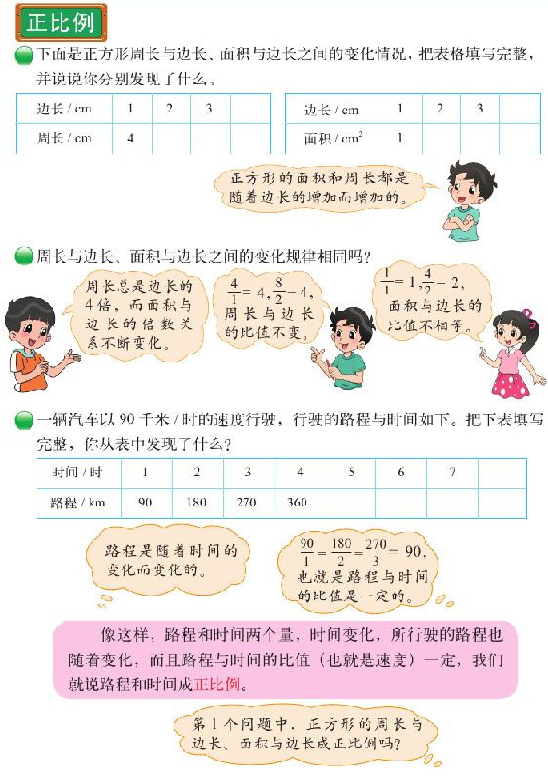 正比例
下面是正方形周长与边长、面积与边长之间的变化情况，把表格填写完整，
并说说你分别发现了什么。
边长/cm 1 2 3
周长/cm 4
边长/cm 1 2 3
面积/cm² 1
正方形的面积和周长都是
随着边长的增加而增加的。
周长与边长、面积与边长之间的变化规律相同吗？
周长总是边长的
4倍，而面积与
边长的倍数关
系不断变化。
4/1=4，8/2=4，
周长与边长
的比值不变。
1/1=1，4/2=2，
面积与边长的
比值不相等。
一辆汽车以90千米/时的速度行驶，行驶的路程与时间如下。把下表填写
完整，你从表中发现了什么？
时间/时 1 2 3 4 5 6 7
路程/km 90 180 270 360
路程是随着时间的
变化而变化的。
90/1=180/2=270/3=90，
也就是路程与时间
的比值是一定的。
像这样，路程和时间两个量，时间变化，所行驶的路程也
随着变化，而且路程与时间的比值（也就是速度）一定，我们
就说路程和时间成正比例。
第1个问题中，正方形的周长与
边长、面积与边长成正比例吗？